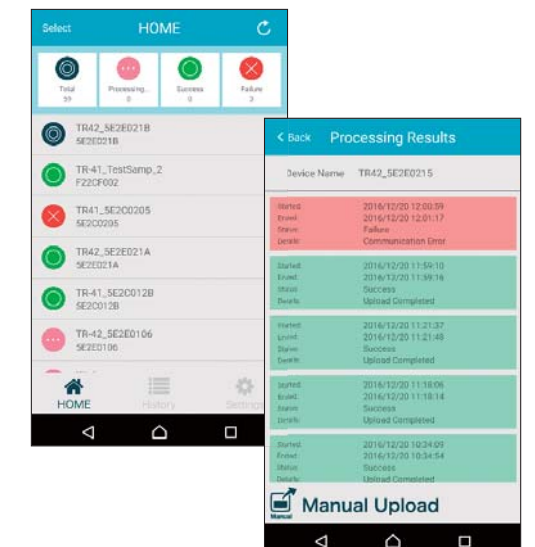 Select HOME
Total Processing... Success Failure
59 0 0 3
TR42_5E2E021B
5E2E021B
TR-41_TestSamp_2
F22CF002
TR41_5E2C0205
5E2C0205
TR42_5E2E021A
5E2E021A
TR-41_5E2C012B
5E2C012B
TR-42_5E2E0106
5E2E0106
HOME History Settings
< Back Processing Results
Device Name TR42_5E2E0215
Started: 2016/12/20 12:00:59
Ended: 2016/12/20 12:01:17
Status: Failure
Details: Communication Error
Started: 2016/12/20 11:59:10
Ended: 2016/12/20 11:59:16
Status: Success
Details: Upload Completed
Started: 2016/12/20 11:21:37
Ended: 2016/12/20 11:21:48
Status: Success
Details: Upload Completed
Started: 2016/12/20 11:18:06
Ended: 2016/12/20 11:18:14
Status: Success
Details: Upload Completed
Started: 2016/12/20 10:34:09
Ended: 2016/12/20 10:34:54
Status: Success
Details: Upload Completed
Manual Manual Upload